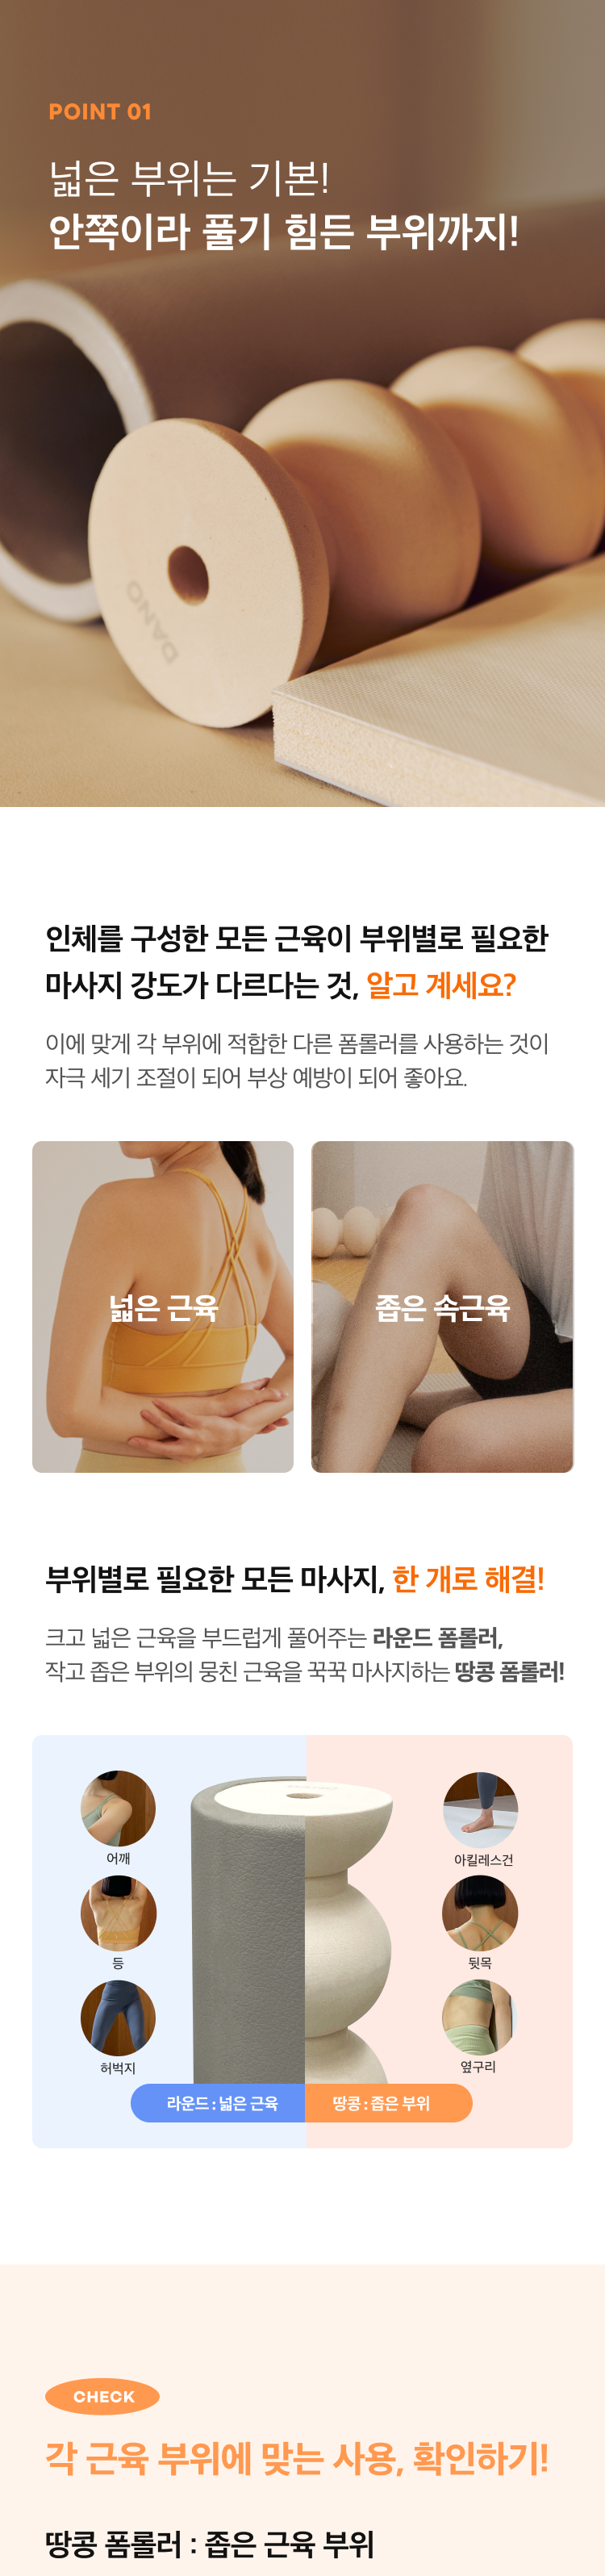 POINT 01
넓은 부위는 기본!
안쪽이라 풀기 힘든 부위까지!
DANO
인체를 구성한 모든 근육이 부위별로 필요한
마사지 강도가 다르다는 것, 알고 계세요?
이에 맞게 각 부위에 적합한 다른 폼롤러를 사용하는 것이
자극 세기 조절이 되어 부상 예방이 되어 좋아요.
넓은 근육
좁은 속근육
부위별로 필요한 모든 마사지, 한 개로 해결!
크고 넓은 근육을 부드럽게 풀어주는 라운드 폼롤러,
작고 좁은 부위의 뭉친 근육을 꾹꾹 마사지하는 땅콩 폼롤러!
어깨
아킬레스건
등
뒷목
허벅지
옆구리
라운드 : 넓은 근육
땅콩 : 좁은 부위
CHECK
각 근육 부위에 맞는 사용, 확인하기!
땅콩 폼롤러 : 좁은 근육 부위